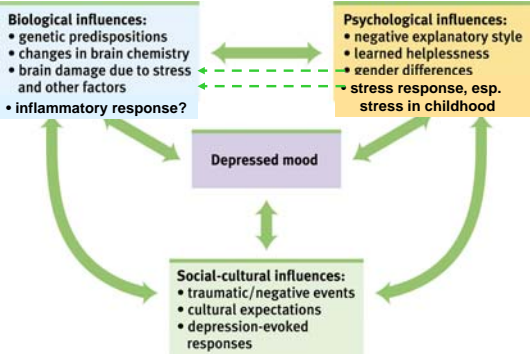 Biological influences:
• genetic predispositions
• changes in brain chemistry
• brain damage due to stress
and other factors
• inflammatory response?
Psychological influences:
• negative explanatory style
• learned helplessness
• gender differences
• stress response, esp.
stress in childhood
Depressed mood
Social-cultural influences:
• traumatic/negative events
• cultural expectations
• depression-evoked
responses